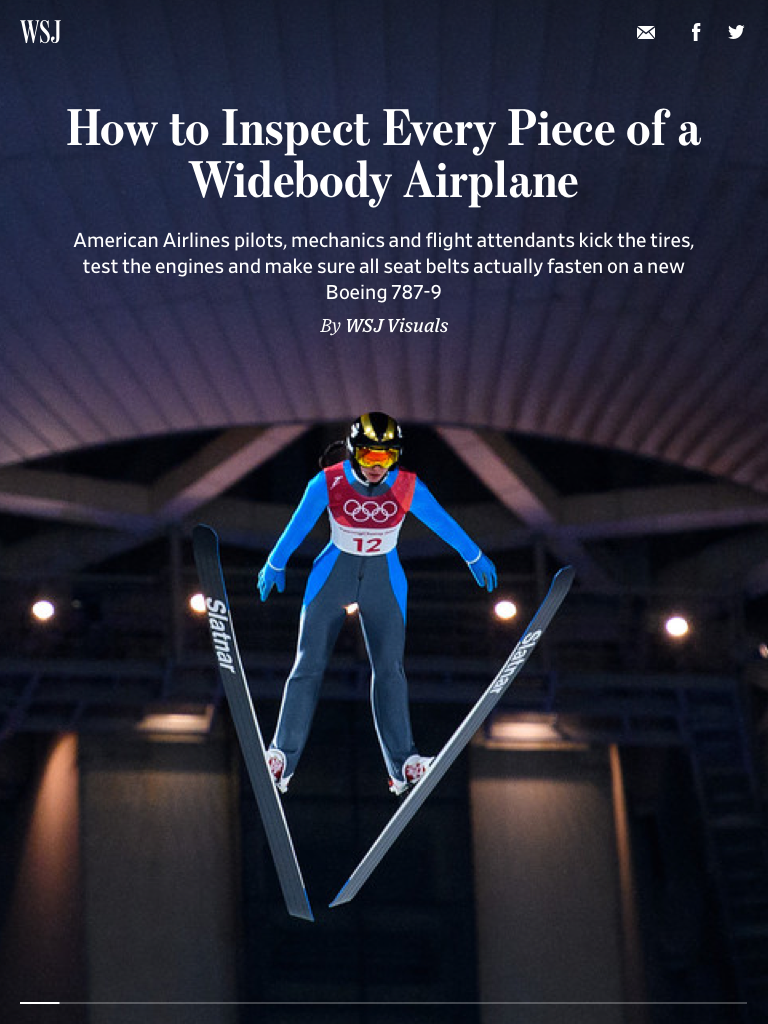 WSJ
How to Inspect Every Piece of a
Widebody Airplane
American Airlines pilots, mechanics and flight attendants kick the tires,
test the engines and make sure all seat belts actually fasten on a new
Boeing 787-9
By WSJ Visuals
12
Slatnar
Slatnar